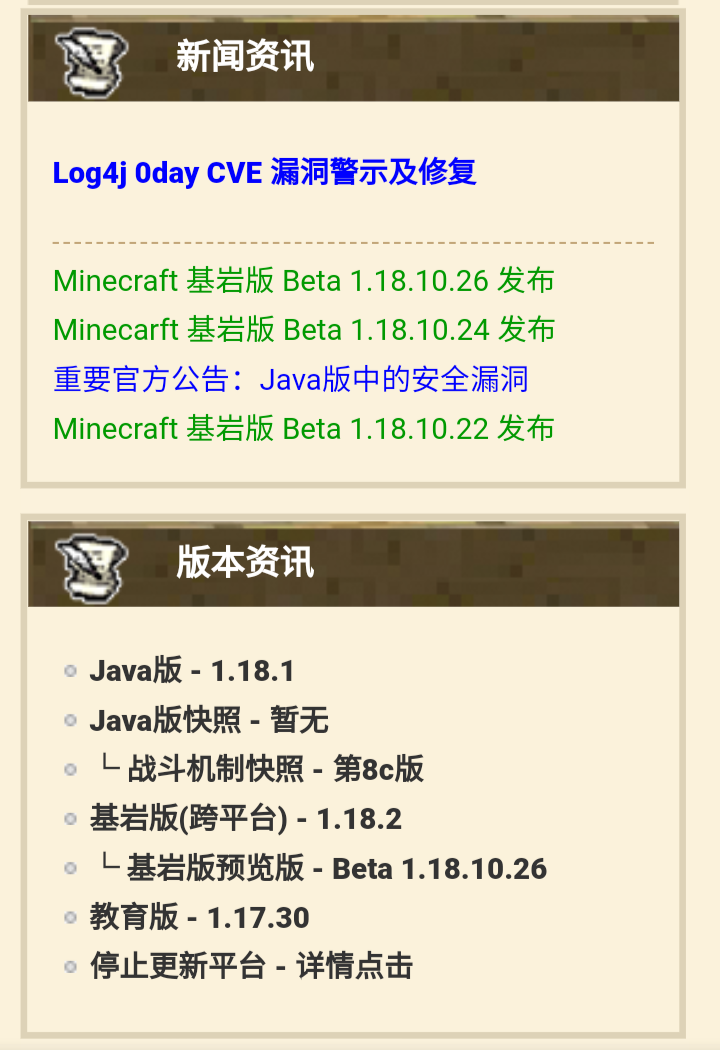 新闻资讯
Log4j 0day CVE 漏洞警示及修复
Minecraft 基岩版 Beta 1.18.10.26 发布
Minecarft 基岩版 Beta 1.18.10.24 发布
重要官方公告：Java版中的安全漏洞
Minecraft 基岩版 Beta 1.18.10.22 发布
版本资讯
Java版 - 1.18.1
Java版快照 - 暂无
└ 战斗机制快照 - 第8c版
基岩版(跨平台) - 1.18.2
└ 基岩版预览版 - Beta 1.18.10.26
教育版 - 1.17.30
停止更新平台 - 详情点击